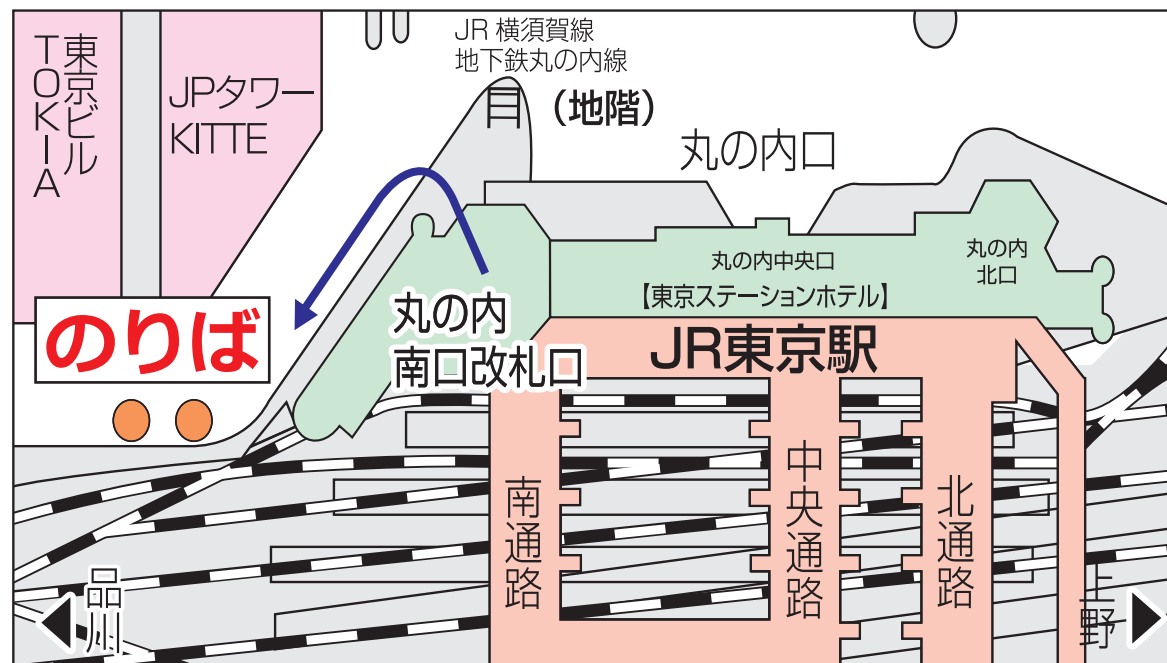 東京ビル
TOKIA
JPタワー
KITTE
JR 横須賀線
地下鉄丸の内線
（地階）
丸の内口
丸の内
北口
丸の内中央口
【東京ステーションホテル】
丸の内
南口改札口
のりば
JR東京駅
南通路
中央通路
北通路
品川
上野